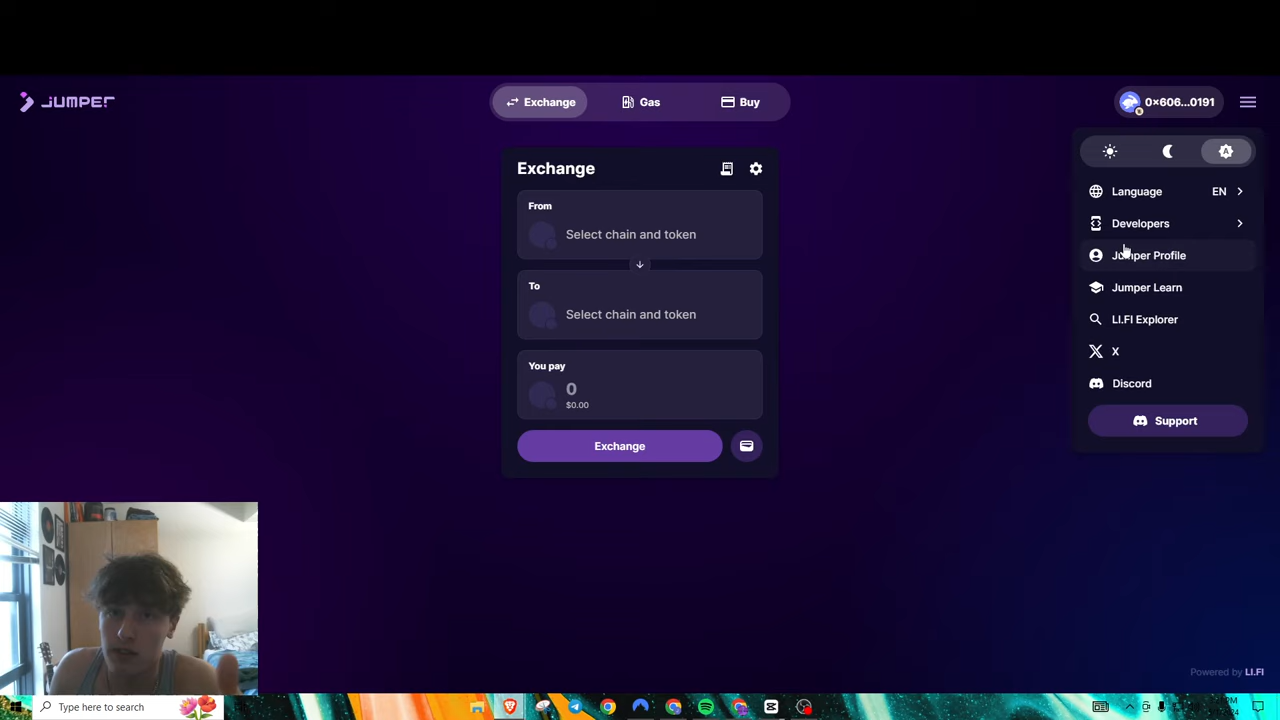 JUMPER
Exchange
Gas
Buy
0×606...0191
Exchange
From
Select chain and token
To
Select chain and token
You pay
0
$0.00
Exchange
Language EN
Developers
Jumper Profile
Jumper Learn
LI.FI Explorer
X
Discord
Support
Powered by LI.FI
Type here to search